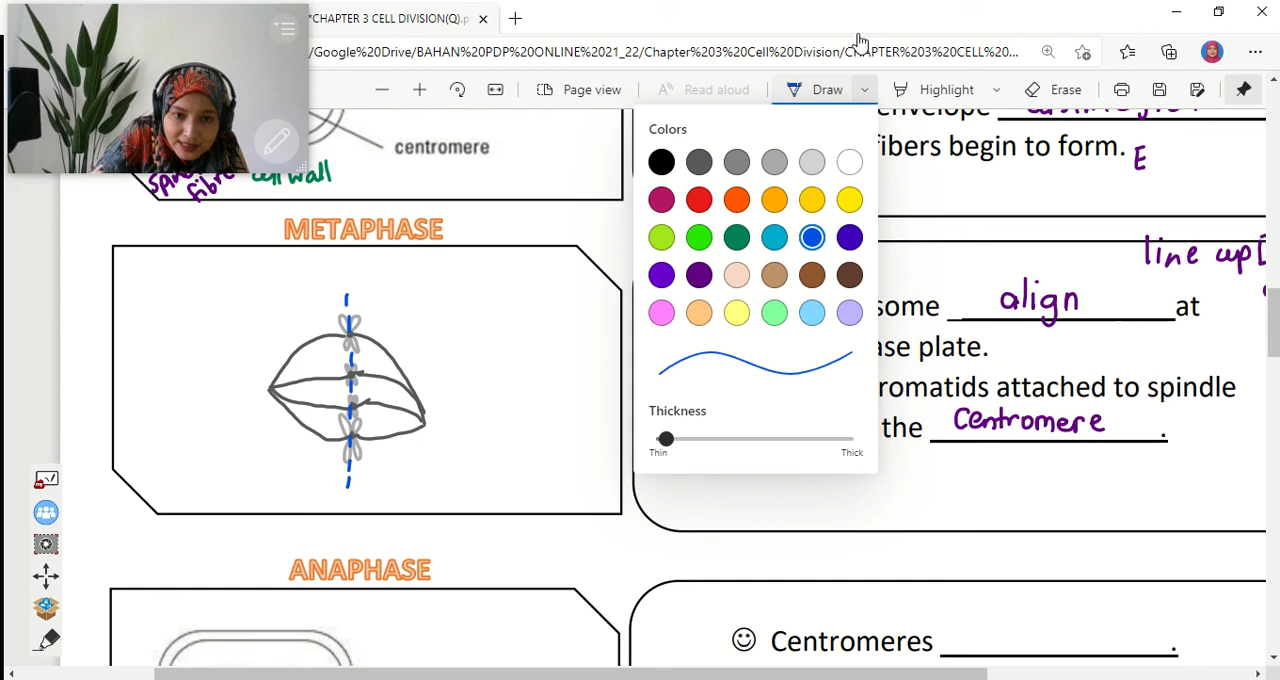 *CHAPTER 3 CELL DIVISION(Q).p
/Google%20Drive/BAHAN%20PDP%20ONLINE%2021_22/Chapter%203%20Cell%20Division/CHAPTER%203%20CELL%20...
Page view
Read aloud
Draw
Highlight
Erase
centromere
cell wall
METAPHASE
ANAPHASE
Colors
Thickness
Thin
Thick
envelope
ibers begin to form. E
line up
some align at
ase plate.
romatids attached to spindle
the Centromere.
Centromeres .